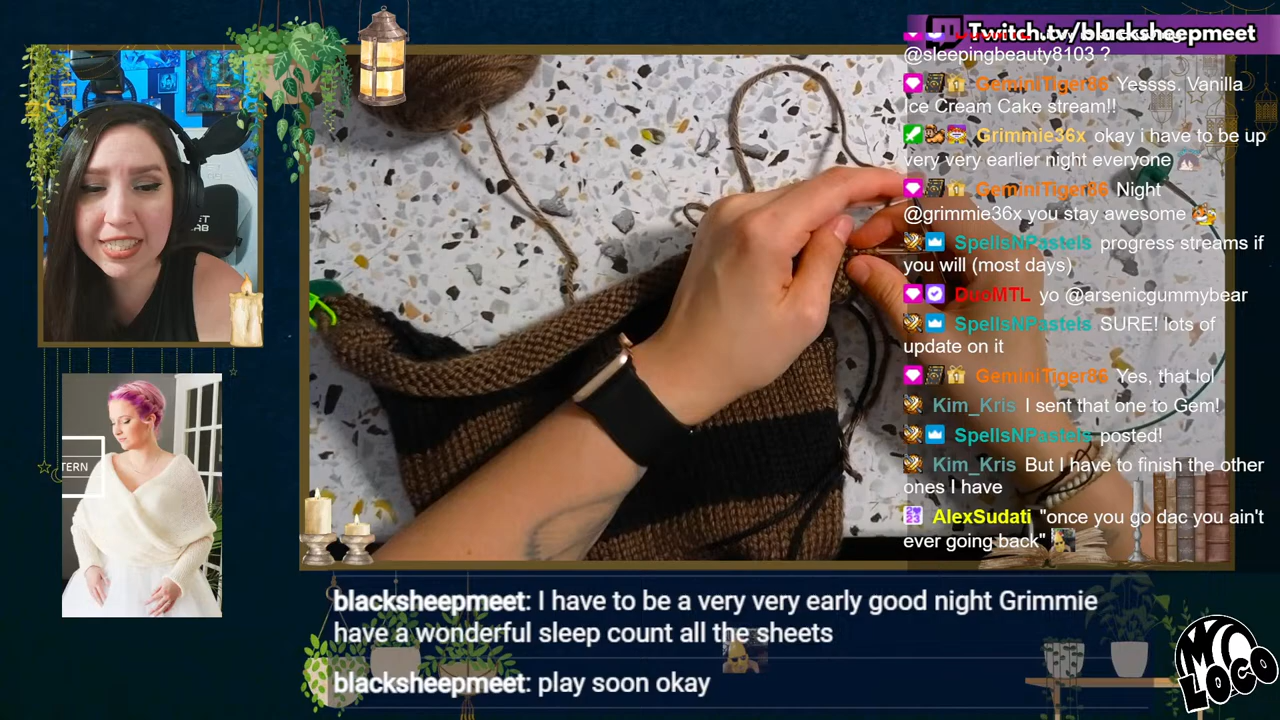 Twitch.tv/blacksheepmeet
@sleepingbeauty8103 ?
GeminiTiger86 Yessss. Vanilla
Ice Cream Cake stream!!
Grimmie36x okay i have to be up
very very earlier night everyone
GeminiTiger86 Night
@grimmie36x you stay awesome
SpellsNPastels progress streams if
you will (most days)
DuoMTL yo @arsenicgummybear
SpellsNPastels SURE! lots of
update on it
GeminiTiger86 Yes, that lol
Kim_Kris I sent that one to Gem!
SpellsNPastels posted!
Kim_Kris But I have to finish the other
ones I have
AlexSudati "once you go dac you ain't
ever going back"
TERN
blacksheepmeet: I have to be a very very early good night Grimmie
have a wonderful sleep count all the sheets
blacksheepmeet: play soon okay
MC
LOCO